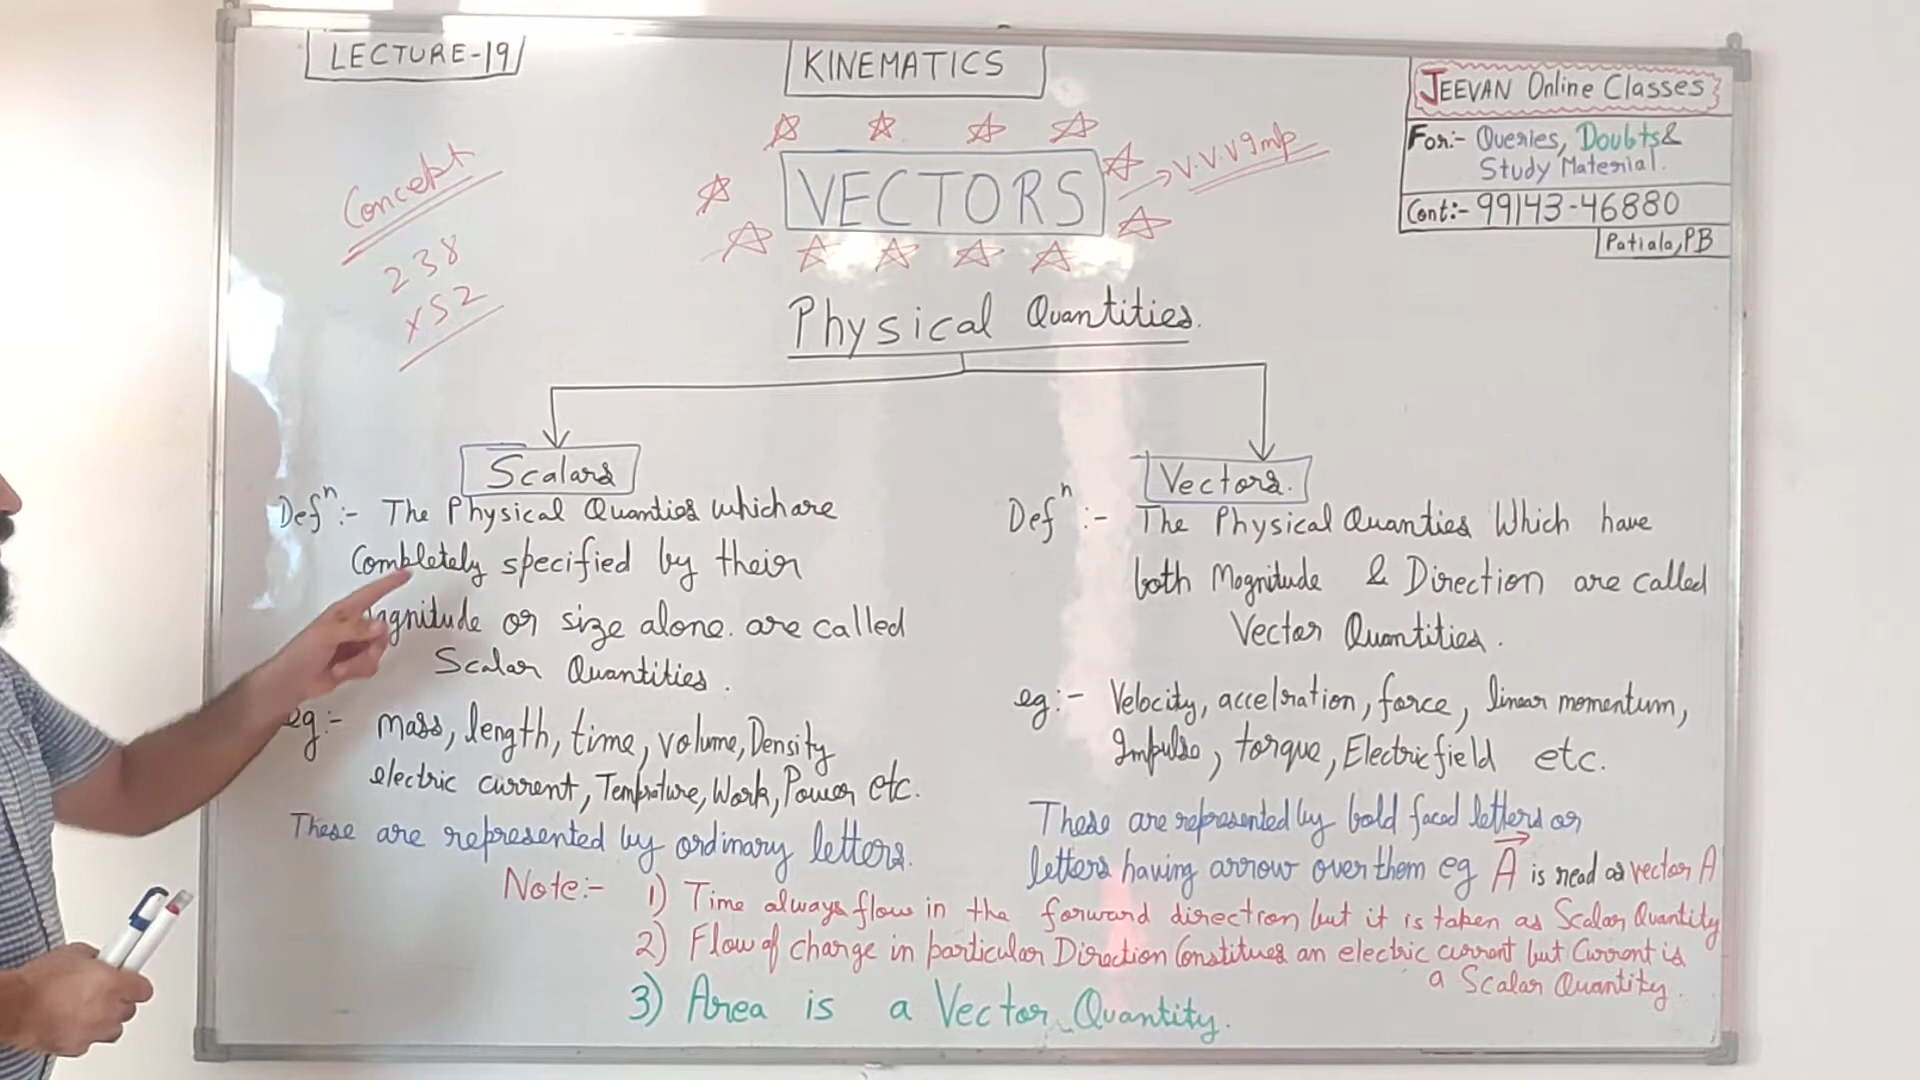 LECTURE-19
KINEMATICS
JEEVAN Online Classes
For:- Queries, Doubts &
Study Material.
Cont:- 99143-46880
Patiala, PB
Concept
238
x52
VECTORS
→ V.V.V Imp
Physical Quantities.
Scalars
Defⁿ:- The Physical Quanties which are
Completely specified by their
Magnitude or size alone. are called
Scalar Quantities.
eg:- Mass, length, time, volume, Density
electric current, Temprature, Work, Power etc.
These are represented by ordinary letters.
Vectors.
Defⁿ:- The Physical Quanties Which have
both Magnitude & Direction are called
Vector Quantities.
eg:- Velocity, accelration, force, linear momentum,
Impulse, torque, Electric field etc.
These are represented by bold faced letters or
letters having arrow over them eg A⃗ is read as vector A
Note:- 1) Time always flow in the forward direction but it is taken as Scalar Quantity
2) Flow of charge in particular Direction Constitues an electric current but Current is
a Scalar Quantity.
3) Area is a Vector Quantity.